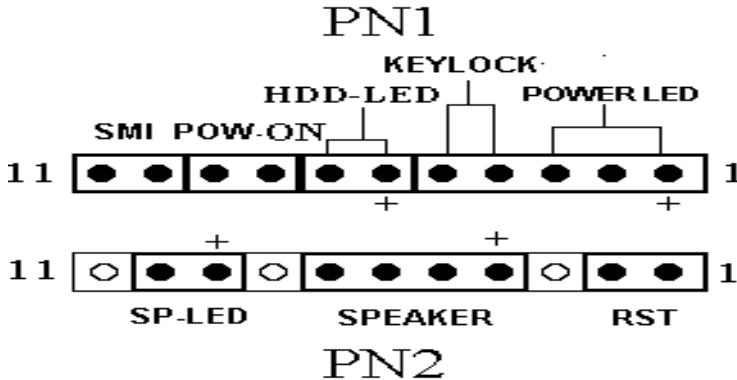 PN1
KEYLOCK
HDD-LED POWER LED
SMI POW-ON
11 1
+ +
+ +
11 1
SP-LED SPEAKER RST
PN2